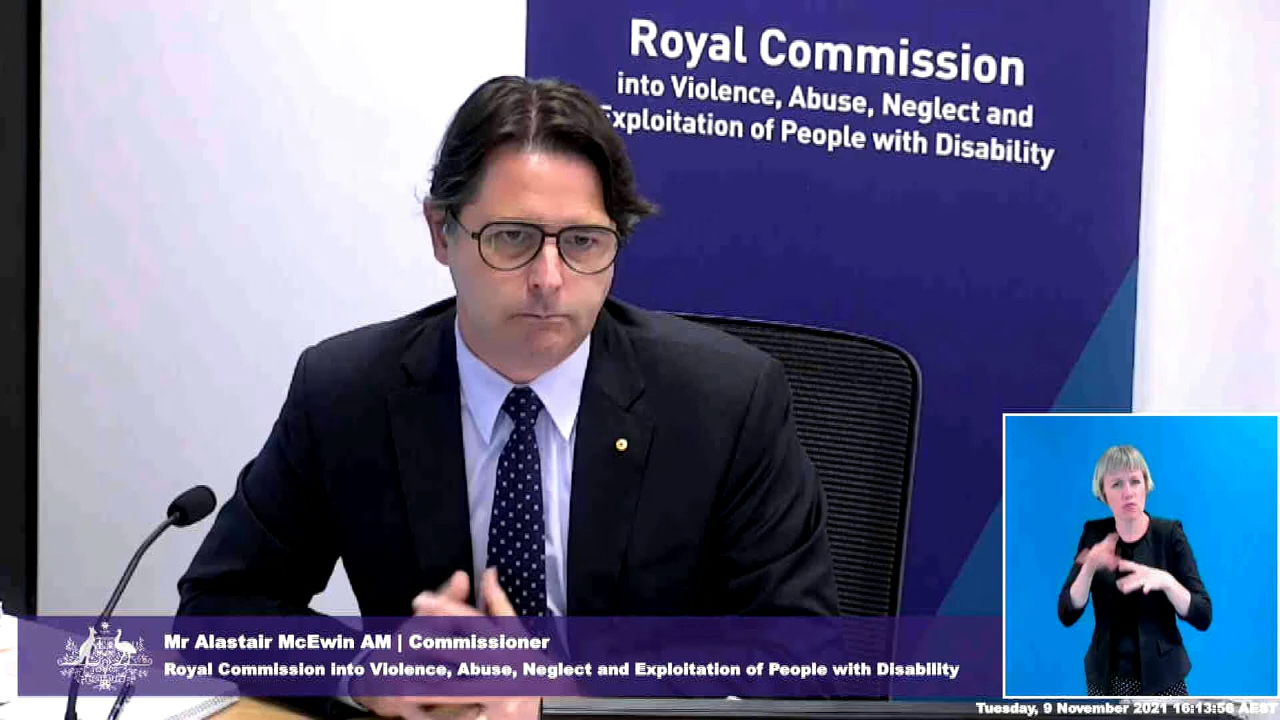 Royal Commission
into Violence, Abuse, Neglect and
Exploitation of People with Disability
Mr Alastair McEwin AM | Commissioner
Royal Commission into Violence, Abuse, Neglect and Exploitation of People with Disability
Tuesday, 9 November 2021 16:13:56 AEST